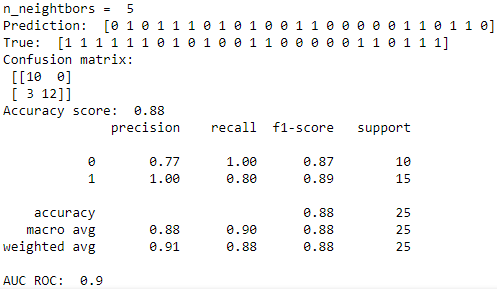 n_neightbors =  5
Prediction:  [0 1 0 1 1 1 0 1 0 1 0 0 1 1 0 0 0 0 0 1 1 0 1 1 0]
True:  [1 1 1 1 1 1 0 1 0 1 0 0 1 1 0 0 0 0 0 1 1 0 1 1 1]
Confusion matrix:
[[10  0]
[ 3 12]]
Accuracy score:  0.88
precision    recall  f1-score   support
0       0.77      1.00      0.87        10
1       1.00      0.80      0.89        15
accuracy                           0.88        25
macro avg       0.88      0.90      0.88        25
weighted avg       0.91      0.88      0.88        25
AUC ROC:  0.9